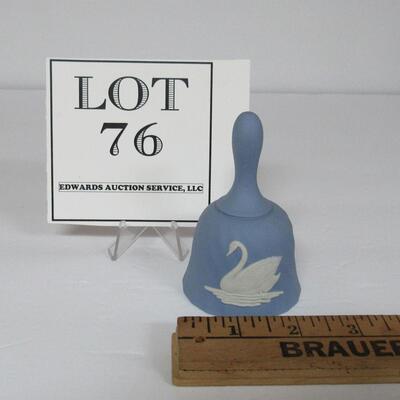 LOT
76
EDWARDS AUCTION SERVICE, LLC
1 2 3
BRAUER